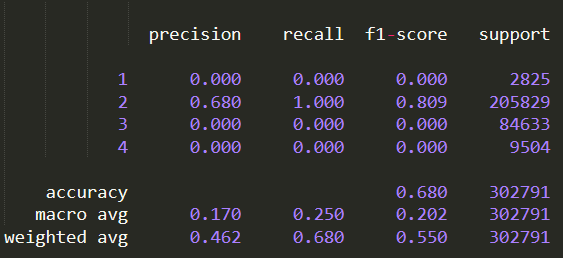 precision recall f1-score support
1 0.000 0.000 0.000 2825
2 0.680 1.000 0.809 205829
3 0.000 0.000 0.000 84633
4 0.000 0.000 0.000 9504
accuracy 0.680 302791
macro avg 0.170 0.250 0.202 302791
weighted avg 0.462 0.680 0.550 302791